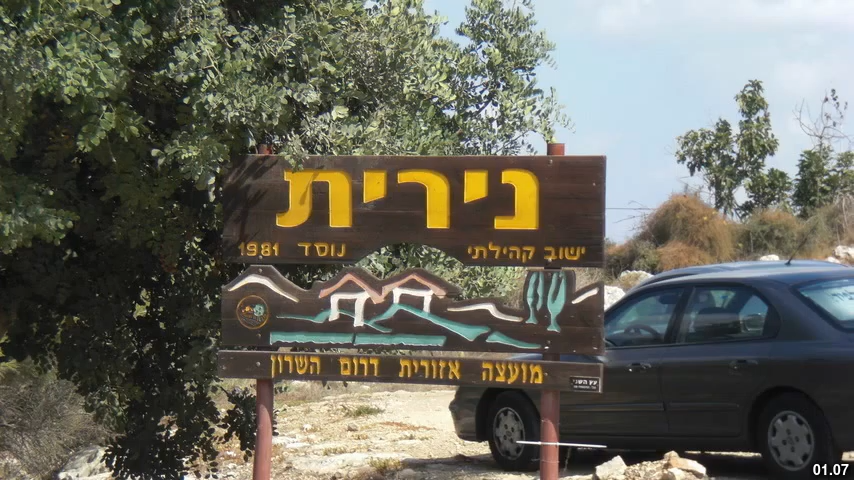 נירית
ישוב קהילתי נוסד 1981
מועצה אזורית דרום השרון
01.07